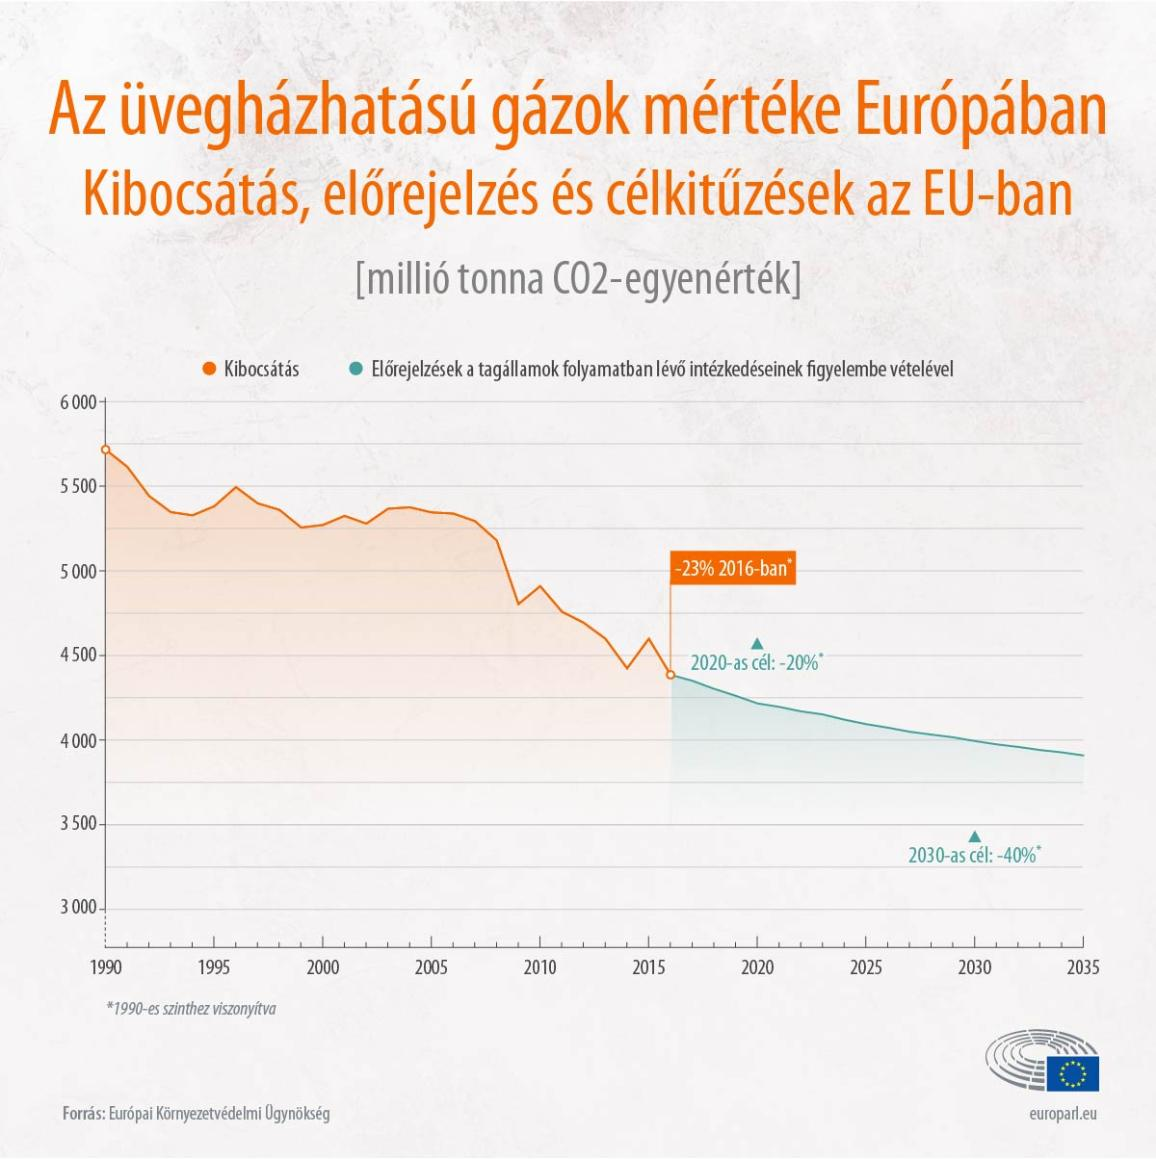 Az üvegházhatású gázok mértéke Európában
Kibocsátás, előrejelzés és célkitűzések az EU-ban
[millió tonna CO2-egyenérték]
Kibocsátás
Előrejelzések a tagállamok folyamatban lévő intézkedéseinek figyelembe vételével
6 000
5 500
5 000
4 500
4 000
3 500
3 000
-23% 2016-ban*
2020-as cél: -20%*
2030-as cél: -40%*
1990 1995 2000 2005 2010 2015 2020 2025 2030 2035
*1990-es szinthez viszonyítva
Forrás: Európai Környezetvédelmi Ügynökség
europarl.eu